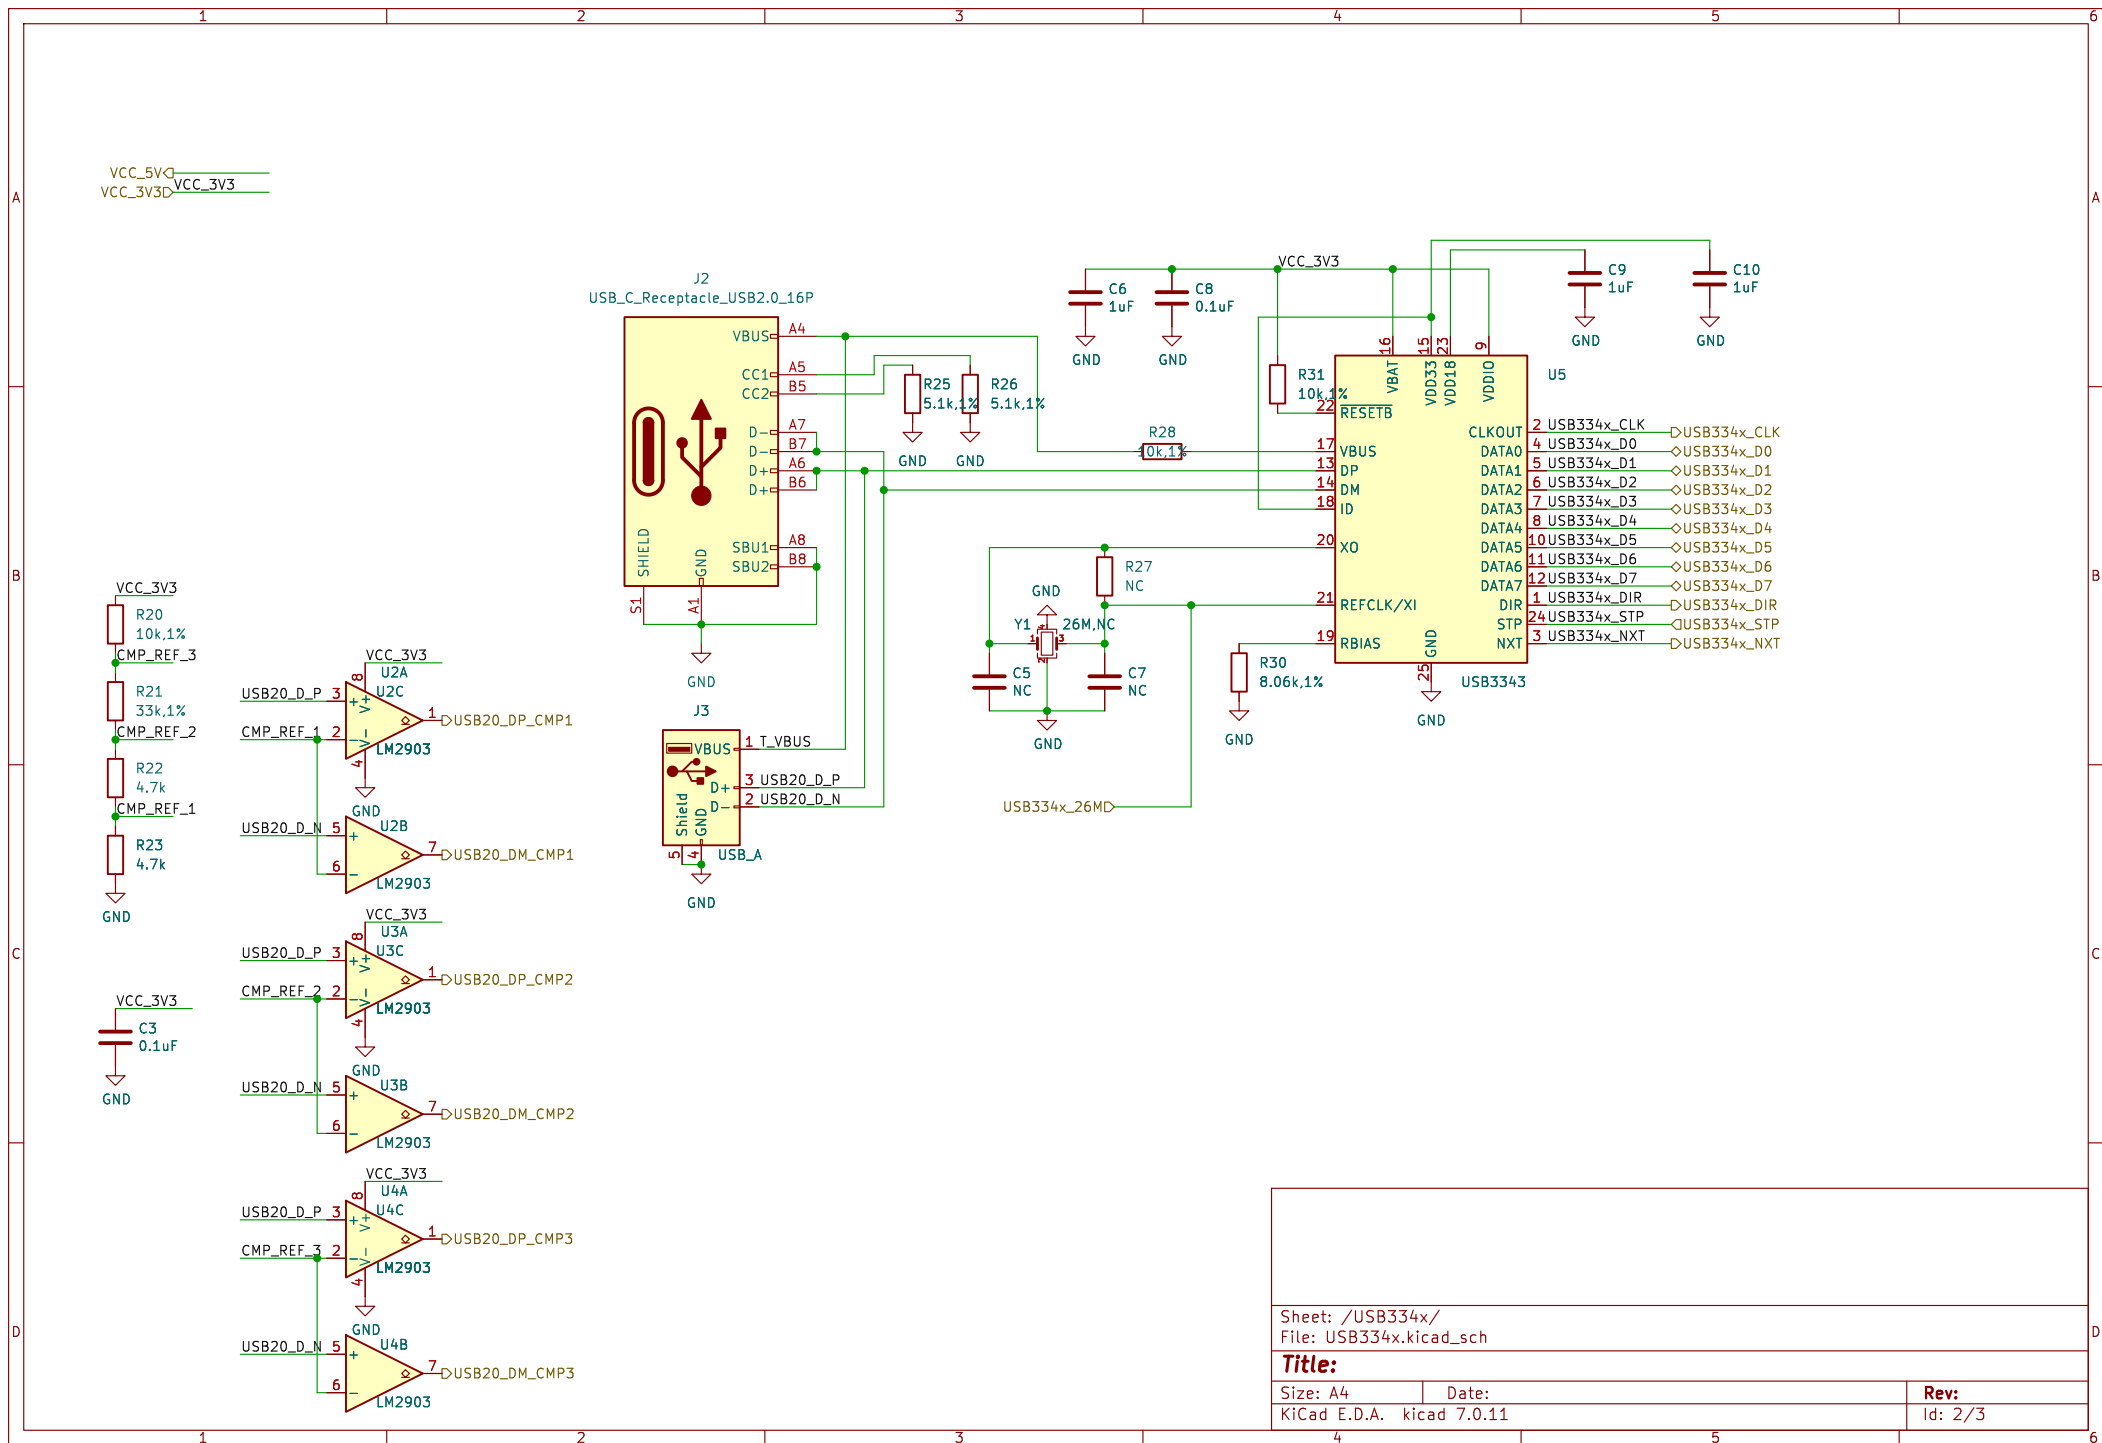 1 2 3 4 5 6
A A
B B
C C
D D
VCC_5V
VCC_3V3 VCC_3V3
VCC_3V3
R20
10k,1%
CMP_REF_3
R21
33k,1%
CMP_REF_2
R22
4.7k
CMP_REF_1
R23
4.7k
GND
VCC_3V3
C3
0.1uF
GND
VCC_3V3
8 U2A
V+ U2C
USB20_D_P 3 +
1 USB20_DP_CMP1
CMP_REF_1 2 −
V- LM2903
4
GND
U2B
USB20_D_N 5 +
7 USB20_DM_CMP1
6 −
LM2903
VCC_3V3
8 U3A
V+ U3C
USB20_D_P 3 +
1 USB20_DP_CMP2
CMP_REF_2 2 −
V- LM2903
4
GND
U3B
USB20_D_N 5 +
7 USB20_DM_CMP2
6 −
LM2903
VCC_3V3
8 U4A
V+ U4C
USB20_D_P 3 +
1 USB20_DP_CMP3
CMP_REF_3 2 −
V- LM2903
4
GND
U4B
USB20_D_N 5 +
7 USB20_DM_CMP3
6 −
LM2903
J2
USB_C_Receptacle_USB2.0_16P
VBUS A4
CC1 A5
CC2 B5
D- A7
D- B7
D+ A6
D+ B6
SBU1 A8
SBU2 B8
SHIELD S1
GND A1
GND
R25
5.1k,1%
GND
R26
5.1k,1%
GND
J3
VBUS 1 T_VBUS
D+ 3 USB20_D_P
D- 2 USB20_D_N
Shield 5
GND 4
USB_A
GND
VCC_3V3
C6
1uF
GND
C8
0.1uF
GND
R31
10k,1%
R28
10k,1%
R27
NC
GND
Y1 26M,NC
1 2 3 4
C5
NC
C7
NC
GND
USB334x_26M
R30
8.06k,1%
GND
C9
1uF
GND
C10
1uF
GND
U5
16 VBAT
15 VDD33
23 VDD18
9 VDDIO
22 RESETB
17 VBUS
13 DP
14 DM
18 ID
20 XO
21 REFCLK/XI
19 RBIAS
CLKOUT 2 USB334x_CLK USB334x_CLK
DATA0 4 USB334x_D0 USB334x_D0
DATA1 5 USB334x_D1 USB334x_D1
DATA2 6 USB334x_D2 USB334x_D2
DATA3 7 USB334x_D3 USB334x_D3
DATA4 8 USB334x_D4 USB334x_D4
DATA5 10 USB334x_D5 USB334x_D5
DATA6 11 USB334x_D6 USB334x_D6
DATA7 12 USB334x_D7 USB334x_D7
DIR 1 USB334x_DIR USB334x_DIR
STP 24 USB334x_STP USB334x_STP
NXT 3 USB334x_NXT USB334x_NXT
GND 25
USB3343
GND
Sheet: /USB334x/
File: USB334x.kicad_sch
Title:
Size: A4 Date: Rev:
KiCad E.D.A. kicad 7.0.11 Id: 2/3
1 2 3 4 5 6